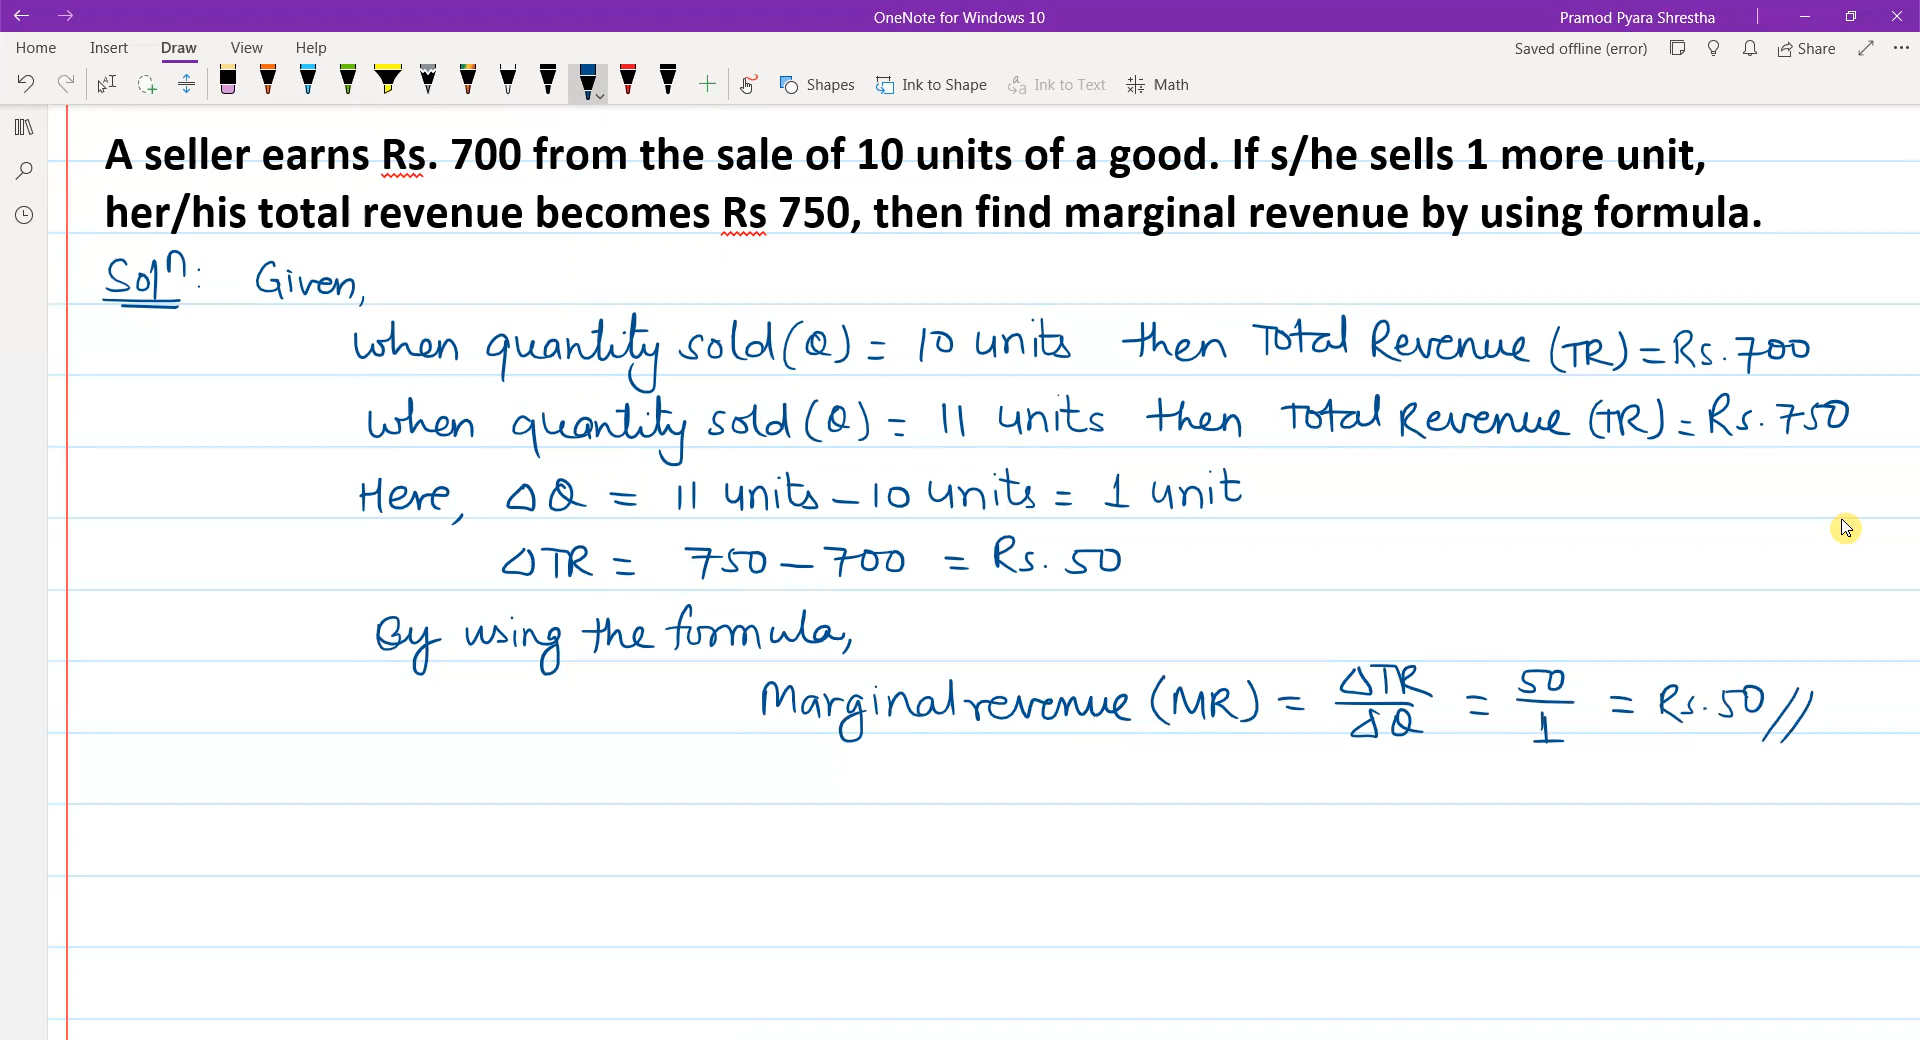 OneNote for Windows 10
Pramod Pyara Shrestha
Home Insert Draw View Help
Saved offline (error) Share
Shapes Ink to Shape Ink to Text Math
A seller earns Rs. 700 from the sale of 10 units of a good. If s/he sells 1 more unit,
her/his total revenue becomes Rs 750, then find marginal revenue by using formula.
Solⁿ: Given,
when quantity sold (Q) = 10 units then Total Revenue (TR) = Rs. 700
when quantity sold (Q) = 11 units then Total Revenue (TR) = Rs. 750
Here, ΔQ = 11 units – 10 units = 1 unit
ΔTR = 750 – 700 = Rs. 50
By using the formula,
Marginal revenue (MR) = ΔTR/ΔQ = 50/1 = Rs. 50 //